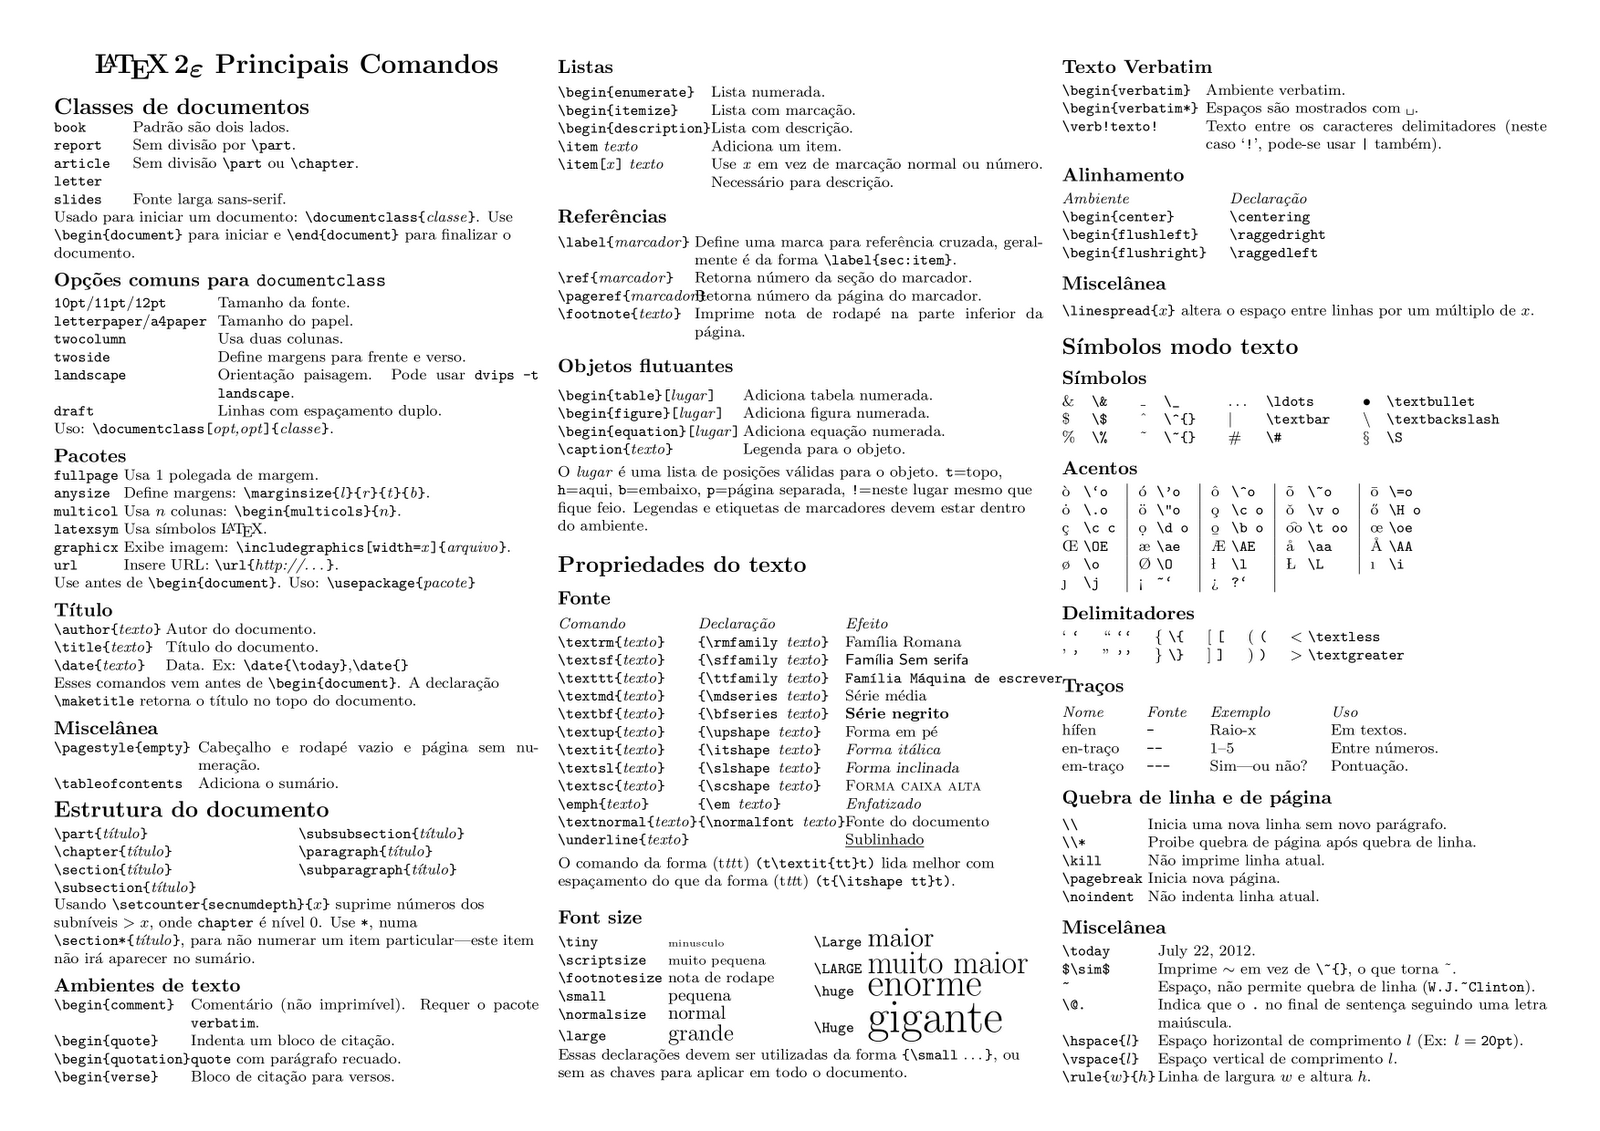 LATEX 2ε Principais Comandos
Classes de documentos
book Padrão são dois lados.
report Sem divisão por \part.
article Sem divisão \part ou \chapter.
letter
slides Fonte larga sans-serif.
Usado para iniciar um documento: \documentclass{classe}. Use
\begin{document} para iniciar e \end{document} para finalizar o
documento.
Opções comuns para documentclass
10pt/11pt/12pt Tamanho da fonte.
letterpaper/a4paper Tamanho do papel.
twocolumn Usa duas colunas.
twoside Define margens para frente e verso.
landscape Orientação paisagem. Pode usar dvips -t
landscape.
draft Linhas com espaçamento duplo.
Uso: \documentclass[opt,opt]{classe}.
Pacotes
fullpage Usa 1 polegada de margem.
anysize Define margens: \marginsize{l}{r}{t}{b}.
multicol Usa n colunas: \begin{multicols}{n}.
latexsym Usa símbolos LATEX.
graphicx Exibe imagem: \includegraphics[width=x]{arquivo}.
url Insere URL: \url{http://...}.
Use antes de \begin{document}. Uso: \usepackage{pacote}
Título
\author{texto} Autor do documento.
\title{texto} Título do documento.
\date{texto} Data. Ex: \date{\today},\date{}
Esses comandos vem antes de \begin{document}. A declaração
\maketitle retorna o título no topo do documento.
Miscelânea
\pagestyle{empty} Cabeçalho e rodapé vazio e página sem nu-
meração.
\tableofcontents Adiciona o sumário.
Estrutura do documento
\part{título} \subsubsection{título}
\chapter{título} \paragraph{título}
\section{título} \subparagraph{título}
\subsection{título}
Usando \setcounter{secnumdepth}{x} suprime números dos
subníveis > x, onde chapter é nível 0. Use *, numa
\section*{título}, para não numerar um item particular—este item
não irá aparecer no sumário.
Ambientes de texto
\begin{comment} Comentário (não imprimível). Requer o pacote
verbatim.
\begin{quote} Indenta um bloco de citação.
\begin{quotation} quote com parágrafo recuado.
\begin{verse} Bloco de citação para versos.
Listas
\begin{enumerate} Lista numerada.
\begin{itemize} Lista com marcação.
\begin{description} Lista com descrição.
\item texto Adiciona um item.
\item[x] texto Use x em vez de marcação normal ou número.
Necessário para descrição.
Referências
\label{marcador} Define uma marca para referência cruzada, geral-
mente é da forma \label{sec:item}.
\ref{marcador} Retorna número da seção do marcador.
\pageref{marcador} Retorna número da página do marcador.
\footnote{texto} Imprime nota de rodapé na parte inferior da
página.
Objetos flutuantes
\begin{table}[lugar] Adiciona tabela numerada.
\begin{figure}[lugar] Adiciona figura numerada.
\begin{equation}[lugar] Adiciona equação numerada.
\caption{texto} Legenda para o objeto.
O lugar é uma lista de posições válidas para o objeto. t=topo,
h=aqui, b=embaixo, p=página separada, !=neste lugar mesmo que
fique feio. Legendas e etiquetas de marcadores devem estar dentro
do ambiente.
Propriedades do texto
Fonte
Comando Declaração Efeito
\textrm{texto} {\rmfamily texto} Família Romana
\textsf{texto} {\sffamily texto} Família Sem serifa
\texttt{texto} {\ttfamily texto} Família Máquina de escrever
\textmd{texto} {\mdseries texto} Série média
\textbf{texto} {\bfseries texto} Série negrito
\textup{texto} {\upshape texto} Forma em pé
\textit{texto} {\itshape texto} Forma itálica
\textsl{texto} {\slshape texto} Forma inclinada
\textsc{texto} {\scshape texto} FORMA CAIXA ALTA
\emph{texto} {\em texto} Enfatizado
\textnormal{texto} {\normalfont texto} Fonte do documento
\underline{texto} Sublinhado
O comando da forma (tttt) (t\textit{tt}t) lida melhor com
espaçamento do que da forma (tttt) (t{\itshape tt}t).
Font size
\tiny minusculo
\scriptsize muito pequena
\footnotesize nota de rodape
\small pequena
\normalsize normal
\large grande
\Large maior
\LARGE muito maior
\huge enorme
\Huge gigante
Essas declarações devem ser utilizadas da forma {\small ...}, ou
sem as chaves para aplicar em todo o documento.
Texto Verbatim
\begin{verbatim} Ambiente verbatim.
\begin{verbatim*} Espaços são mostrados com ␣.
\verb!texto! Texto entre os caracteres delimitadores (neste
caso ‘!’, pode-se usar | também).
Alinhamento
Ambiente Declaração
\begin{center} \centering
\begin{flushleft} \raggedright
\begin{flushright} \raggedleft
Miscelânea
\linespread{x} altera o espaço entre linhas por um múltiplo de x.
Símbolos modo texto
Símbolos
& \& _ \_ ... \ldots • \textbullet
$ \$ ˆ \^{} | \textbar \ \textbackslash
% \% ˜ \~{} # \# § \S
Acentos
ò \`o ó \'o ô \^o õ \~o ō \=o
ȯ \.o ö \"o o̧ \c o ǒ \v o ő \H o
ç \c c ọ \d o o̲ \b o o͡o \t oo œ \oe
Œ \OE æ \ae Æ \AE å \aa Å \AA
ø \o Ø \O ł \l Ł \L ı \i
ȷ \j ¡ ~‘ ¿ ?‘
Delimitadores
‘ ‘ “ ‘‘ { \{ [ [ ( ( < \textless
’ ’ ” ’’ } \} ] ] ) ) > \textgreater
Traços
Nome Fonte Exemplo Uso
hífen - Raio-x Em textos.
en-traço -- 1–5 Entre números.
em-traço --- Sim—ou não? Pontuação.
Quebra de linha e de página
\\ Inicia uma nova linha sem novo parágrafo.
\\* Proibe quebra de página após quebra de linha.
\kill Não imprime linha atual.
\pagebreak Inicia nova página.
\noindent Não indenta linha atual.
Miscelânea
\today July 22, 2012.
$\sim$ Imprime ∼ em vez de \~{}, o que torna ˜.
~ Espaço, não permite quebra de linha (W.J.~Clinton).
\@. Indica que o . no final de sentença seguindo uma letra
maiúscula.
\hspace{l} Espaço horizontal de comprimento l (Ex: l = 20pt).
\vspace{l} Espaço vertical de comprimento l.
\rule{w}{h} Linha de largura w e altura h.